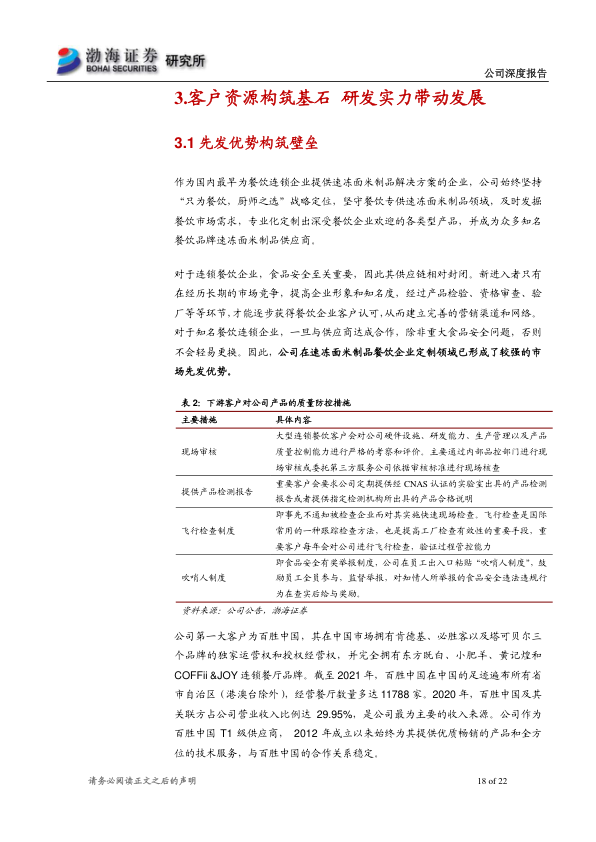 渤海证券
BOHAI SECURITIES
研究所
公司深度报告
3.客户资源构筑基石 研发实力带动发展
3.1 先发优势构筑壁垒
作为国内最早为餐饮连锁企业提供速冻面米制品解决方案的企业，公司始终坚持
“只为餐饮，厨师之选”战略定位，坚守餐饮专供速冻面米制品领域，及时发掘
餐饮市场需求，专业化定制出深受餐饮企业欢迎的各类型产品，并成为众多知名
餐饮品牌速冻面米制品供应商。
对于连锁餐饮企业，食品安全至关重要，因此其供应链相对封闭。新进入者只有
在经历长期的市场竞争，提高企业形象和知名度，经过产品检验、资格审查、验
厂等等环节，才能逐步获得餐饮企业客户认可，从而建立完善的营销渠道和网络。
对于知名餐饮连锁企业，一旦与供应商达成合作，除非重大食品安全问题，否则
不会轻易更换。因此，公司已在速冻面米制品餐饮企业定制领域已形成了较强的市
场先发优势。
表 2：下游客户对公司产品的质量防控措施
主要措施 具体内容
大型连锁餐饮客户会对公司硬件设施、研发能力、生产管理以及产品
现场审核 质量控制能力进行严格的考察和评价。主要通过内部品控部门进行现
场审核或委托第三方服务公司依据审核标准进行现场核查
重要客户会要求公司定期提供经 CNAS 认证的实验室出具的产品检测
提供产品检测报告
报告或者提供指定检测机构所出具的产品合格说明
即事先不通知被检查企业而对其实施快速现场检查。飞行检查是国际
飞行检查制度 常用的一种跟踪检查方法，也是提高工厂检查有效性的重要手段，重
要客户每年会对公司进行飞行检查，验证过程管控能力
即食品安全有奖举报制度，公司在员工出入口粘贴“吹哨人制度”，鼓
吹哨人制度 励员工全员参与，监督举报，对知情人所举报的食品安全违法违规行
为在查实后给与奖励。
资料来源：公司公告，渤海证券
公司第一大客户为百胜中国，其在中国市场拥有肯德基、必胜客以及塔可贝尔三
个品牌的独家运营权和授权经营权，并完全拥有东方既白、小肥羊、黄记煌和
COFFii &JOY 连锁餐厅品牌。截至 2021 年，百胜中国在中国的足迹遍布所有省
市自治区（港澳台除外），经营餐厅数量多达 11788 家。2020 年，百胜中国及其
关联方占公司营业收入比例达 29.95%，是公司最为主要的收入来源。公司作为
百胜中国 T1 级供应商， 2012 年成立以来始终为其提供优质畅销的产品和全方
位的技术服务，与百胜中国的合作关系稳定。
请务必阅读正文之后的声明 18 of 22